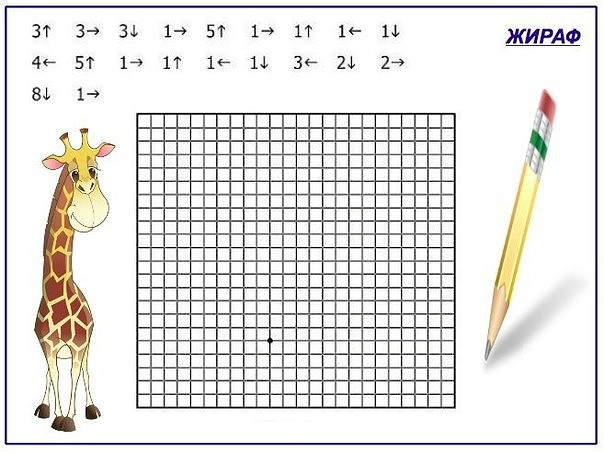 3↑ 3→ 3↓ 1→ 5↑ 1→ 1↑ 1← 1↓
ЖИРАФ
4← 5↑ 1→ 1↑ 1← 1↓ 3← 2↓ 2→
8↓ 1→